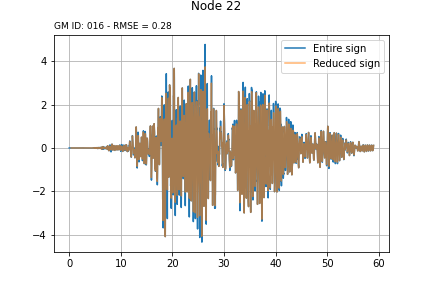 Node 22
GM ID: 016 - RMSE = 0.28
Entire sign
Reduced sign
4
2
0
−2
−4
0 10 20 30 40 50 60